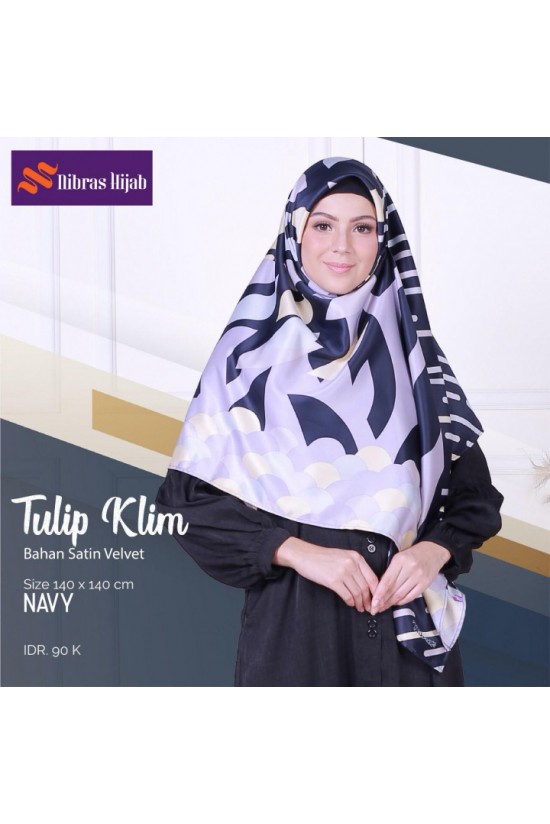 Nibras Hijab
Tulip Klim
Bahan Satin Velvet
Size 140 x 140 cm
NAVY
IDR. 90 K